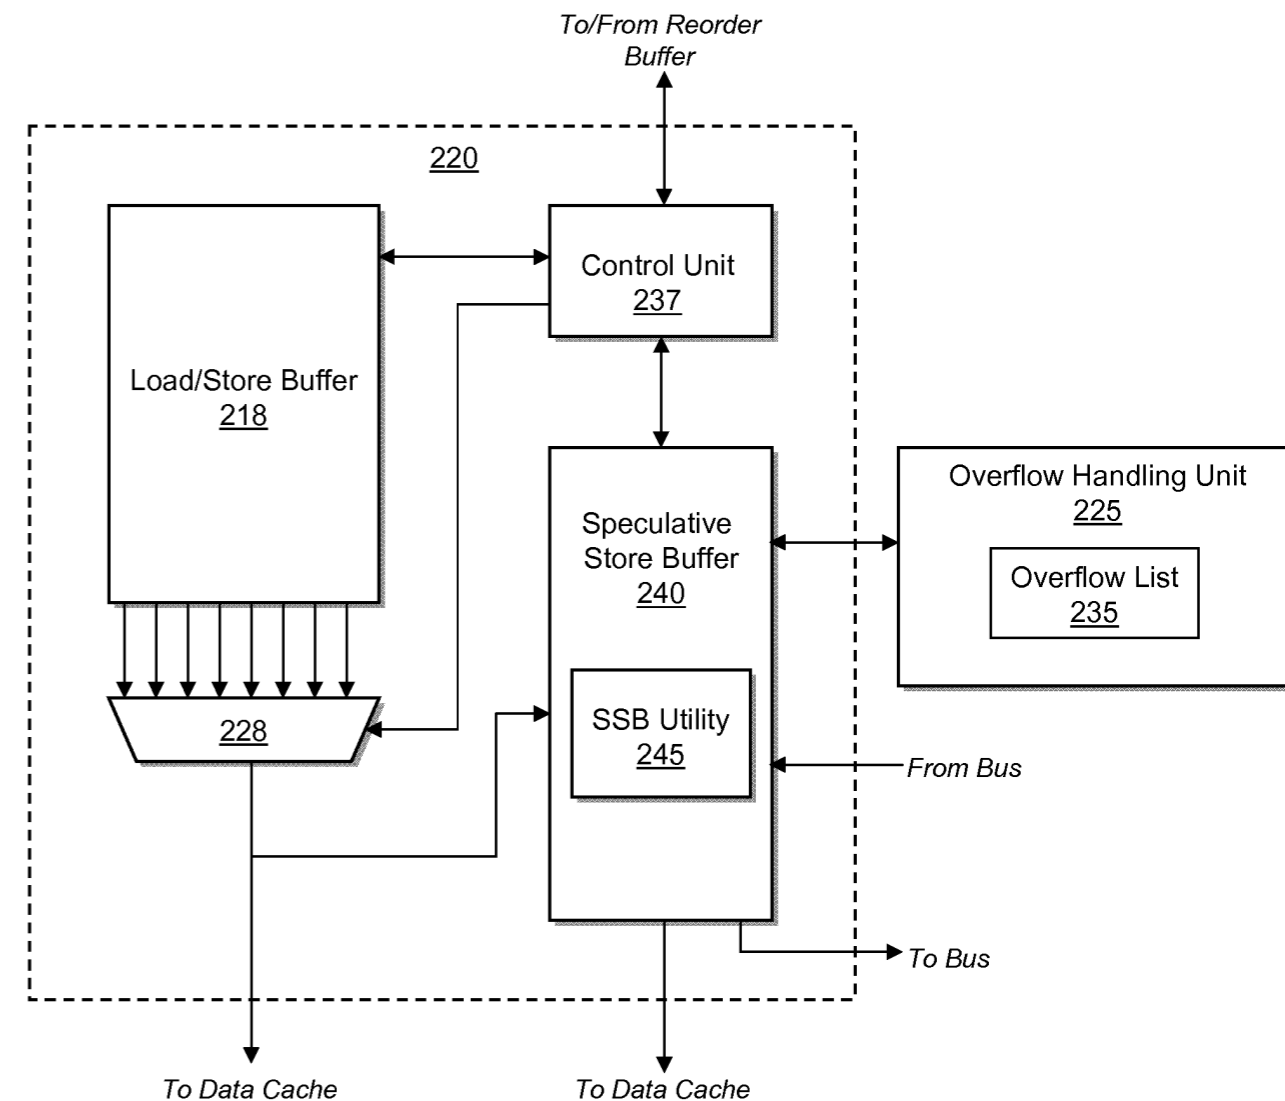 To/From Reorder
Buffer
220
Control Unit
237
Load/Store Buffer
218
Speculative
Store Buffer
240
Overflow Handling Unit
225
Overflow List
235
228
SSB Utility
245
From Bus
To Bus
To Data Cache
To Data Cache